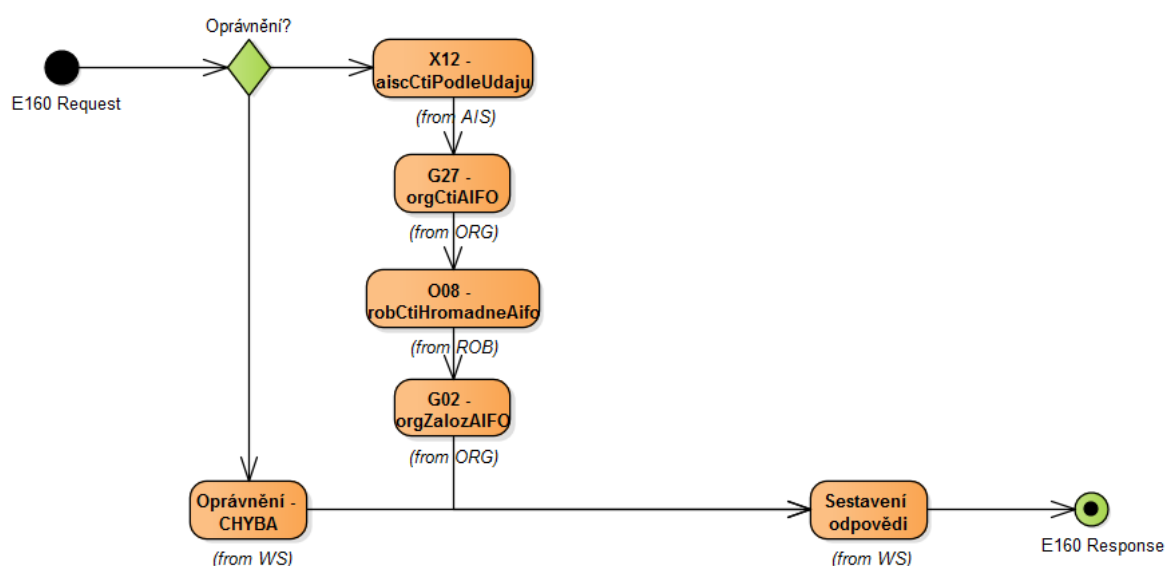 Oprávnění?
E160 Request
X12 -
aiscCtiPodleUdaju
(from AIS)
G27 -
orgCtiAIFO
(from ORG)
O08 -
robCtiHromadneAifo
(from ROB)
G02 -
orgZalozAIFO
(from ORG)
Oprávnění -
CHYBA
(from WS)
Sestavení
odpovědi
(from WS)
E160 Response